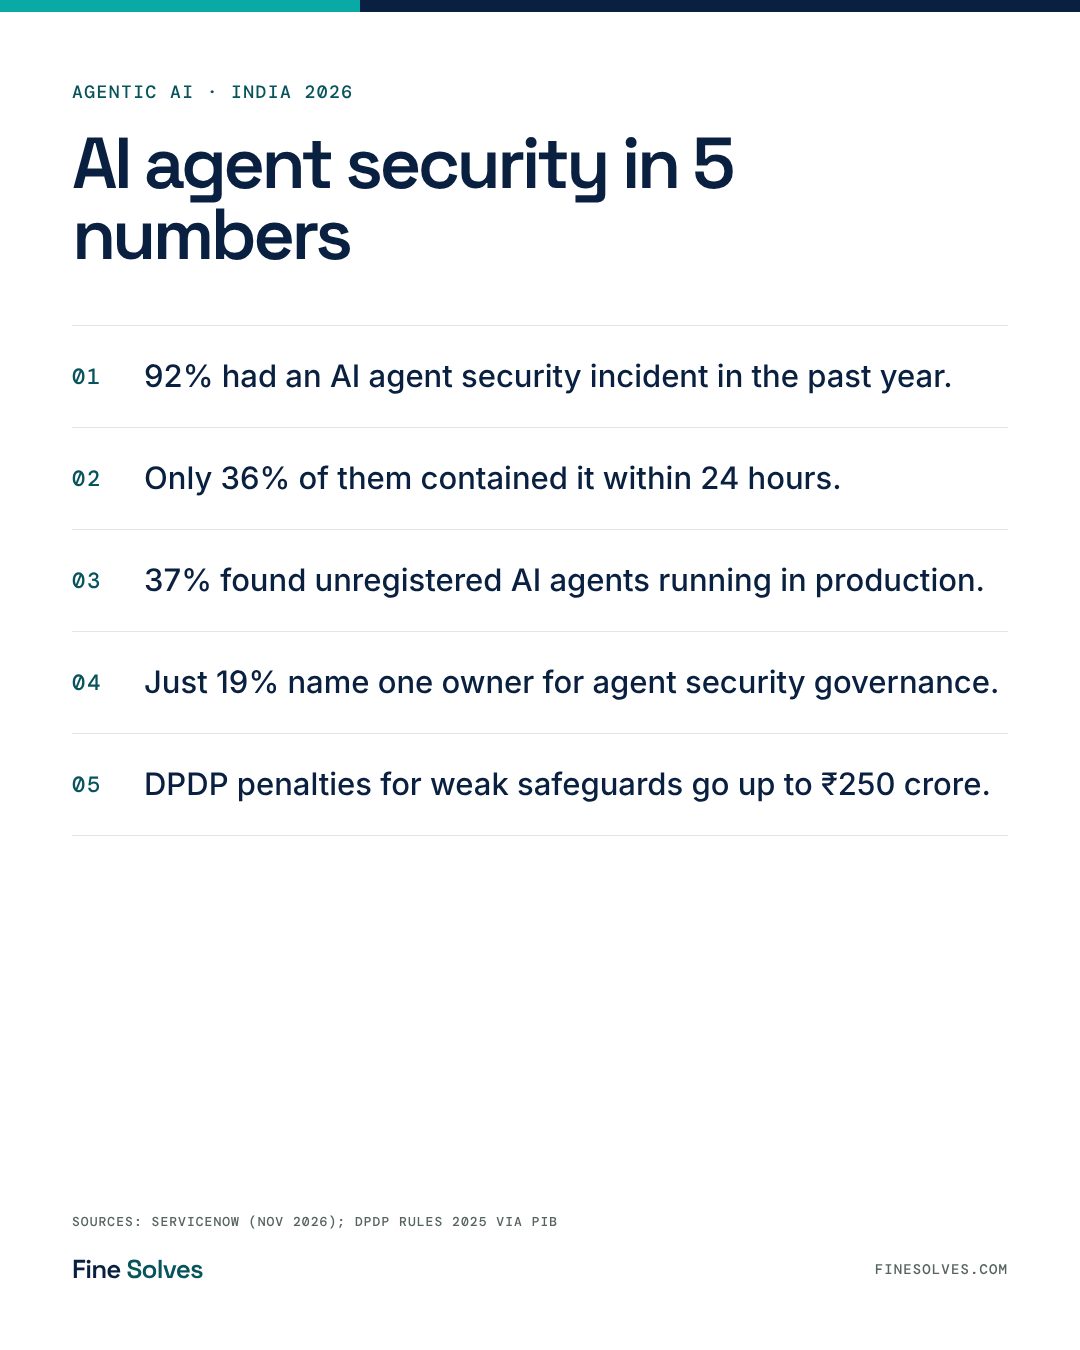 AGENTIC AI · INDIA 2026
AI agent security in 5
numbers
01 92% had an AI agent security incident in the past year.
02 Only 36% of them contained it within 24 hours.
03 37% found unregistered AI agents running in production.
04 Just 19% name one owner for agent security governance.
05 DPDP penalties for weak safeguards go up to ₹250 crore.
SOURCES: SERVICENOW (NOV 2026); DPDP RULES 2025 VIA PIB
Fine Solves
FINESOLVES.COM